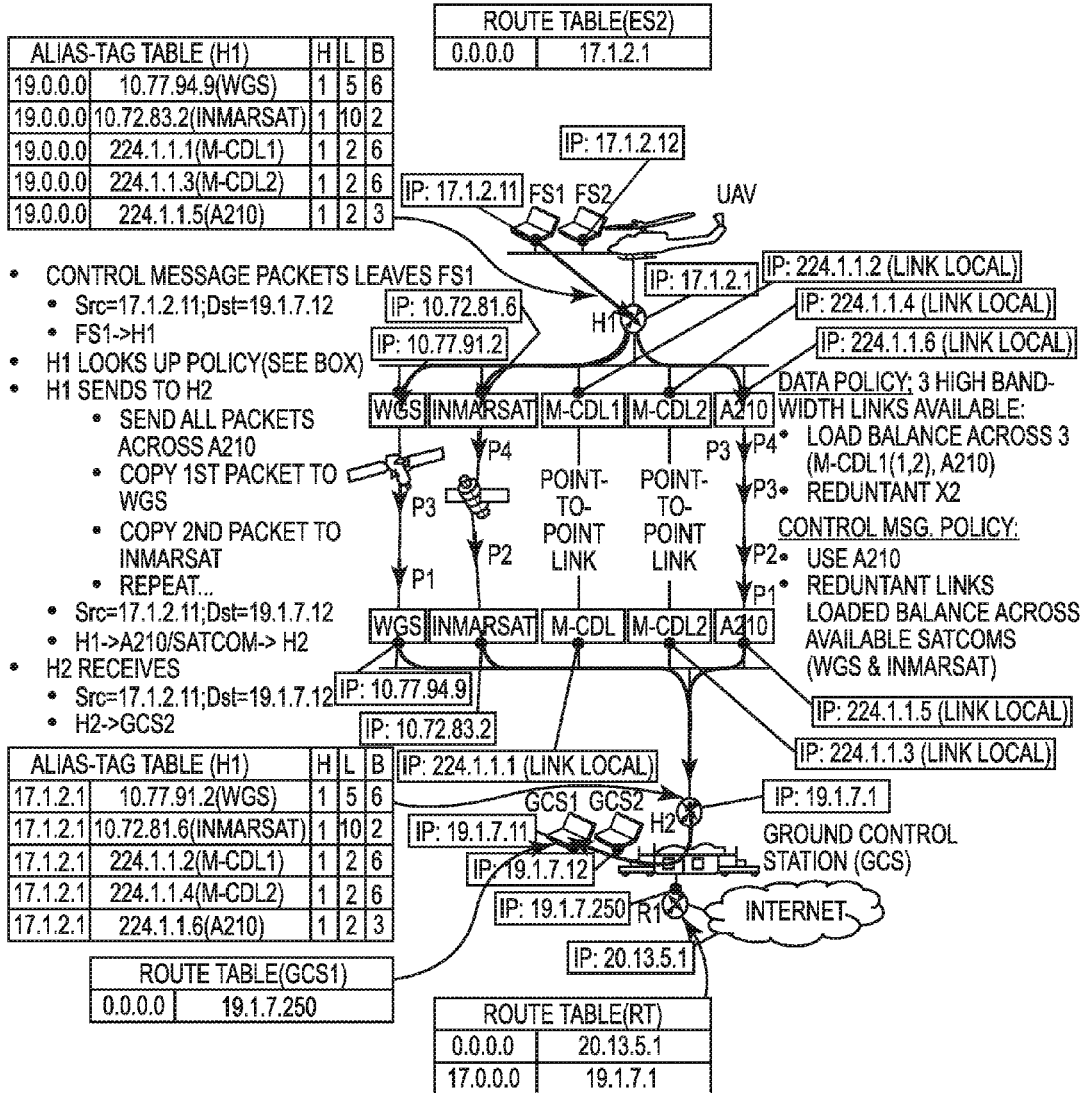 ROUTE TABLE(ES2)
0.0.0.0 17.1.2.1
ALIAS-TAG TABLE (H1) H L B
19.0.0.0 10.77.94.9(WGS) 1 5 6
19.0.0.0 10.72.83.2(INMARSAT) 1 10 2
19.0.0.0 224.1.1.1(M-CDL1) 1 2 6
19.0.0.0 224.1.1.3(M-CDL2) 1 2 6
19.0.0.0 224.1.1.5(A210) 1 2 3
IP: 17.1.2.12
IP: 17.1.2.11
FS1 FS2
UAV
• CONTROL MESSAGE PACKETS LEAVES FS1
• Src=17.1.2.11;Dst=19.1.7.12
• FS1->H1
• H1 LOOKS UP POLICY(SEE BOX)
• H1 SENDS TO H2
• SEND ALL PACKETS
ACROSS A210
• COPY 1ST PACKET TO
WGS
• COPY 2ND PACKET TO
INMARSAT
• REPEAT...
• Src=17.1.2.11;Dst=19.1.7.12
• H1->A210/SATCOM-> H2
• H2 RECEIVES
• Src=17.1.2.11;Dst=19.1.7.12
• H2->GCS2
IP: 10.72.81.6
IP: 10.77.91.2
H1
IP: 17.1.2.1
IP: 224.1.1.2 (LINK LOCAL)
IP: 224.1.1.4 (LINK LOCAL)
IP: 224.1.1.6 (LINK LOCAL)
WGS INMARSAT M-CDL1 M-CDL2 A210
P4
P3
P2
P1
POINT-
TO-
POINT
LINK
POINT-
TO-
POINT
LINK
P3 P4
P3
P2
P1
DATA POLICY: 3 HIGH BAND-
WIDTH LINKS AVAILABLE:
• LOAD BALANCE ACROSS 3
(M-CDL1(1,2), A210)
• REDUNTANT X2
CONTROL MSG. POLICY:
• USE A210
• REDUNTANT LINKS
LOADED BALANCE ACROSS
AVAILABLE SATCOMS
(WGS & INMARSAT)
WGS INMARSAT M-CDL M-CDL2 A210
IP: 10.77.94.9
IP: 10.72.83.2
IP: 224.1.1.1 (LINK LOCAL)
IP: 224.1.1.5 (LINK LOCAL)
IP: 224.1.1.3 (LINK LOCAL)
ALIAS-TAG TABLE (H1) H L B
17.1.2.1 10.77.91.2(WGS) 1 5 6
17.1.2.1 10.72.81.6(INMARSAT) 1 10 2
17.1.2.1 224.1.1.2(M-CDL1) 1 2 6
17.1.2.1 224.1.1.4(M-CDL2) 1 2 6
17.1.2.1 224.1.1.6(A210) 1 2 3
GCS1 GCS2
H2
IP: 19.1.7.1
IP: 19.1.7.11
IP: 19.1.7.12
GROUND CONTROL
STATION (GCS)
IP: 19.1.7.250
R1
INTERNET
IP: 20.13.5.1
ROUTE TABLE(GCS1)
0.0.0.0 19.1.7.250
ROUTE TABLE(RT)
0.0.0.0 20.13.5.1
17.0.0.0 19.1.7.1